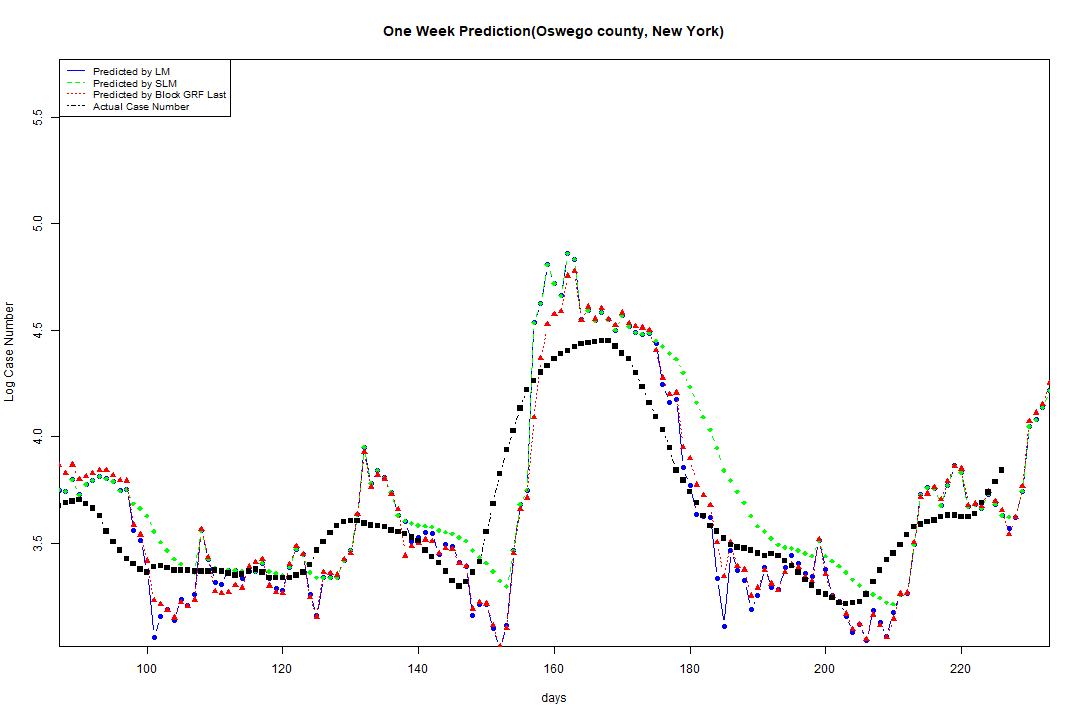 One Week Prediction(Oswego county, New York)
Predicted by LM
Predicted by SLM
Predicted by Block GRF Last
Actual Case Number
5.5
5.0
4.5
4.0
3.5
Log Case Number
100 120 140 160 180 200 220
days